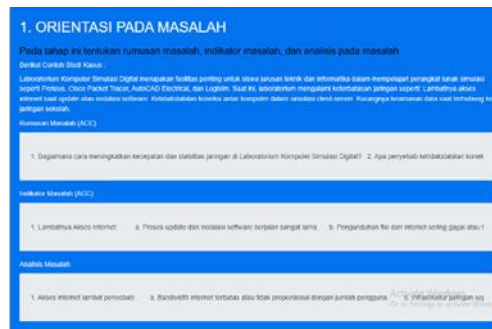 1. ORIENTASI PADA MASALAH
Pada tahap ini tentukan rumusan masalah, indikator masalah, dan analisis pada masalah
Berikut Contoh Studi Kasus :
Laboratorium Komputer Simulasi Digital merupakan fasilitas penting untuk siswa jurusan teknik dan informatika dalam mempelajari perangkat lunak simulasi
seperti Proteus, Cisco Packet Tracer, AutoCAD Electrical, dan Logisim. Saat ini, laboratorium mengalami keterbatasan jaringan seperti: Lambatnya akses
internet saat update atau instalasi software. Ketidakstabilan koneksi antar komputer dalam simulasi client-server. Kurangnya keamanan data saat terhubung ke
jaringan sekolah.
Rumusan Masalah (ACC)
1. Bagaimana cara meningkatkan kecepatan dan stabilitas jaringan di Laboratorium Komputer Simulasi Digital? 2. Apa penyebab ketidakstabilan konek
Indikator Masalah (ACC)
1. Lambatnya Akses Internet: a. Proses update dan instalasi software berjalan sangat lama. b. Pengunduhan file dari internet sering gagal atau t
Analisis Masalah
1. Akses internet lambat penyebab: a. Bandwidth internet terbatas atau tidak proporsional dengan jumlah pengguna. b. Infrastruktur jaringan sep
Activate Windows
Go to Settings to activate Windows